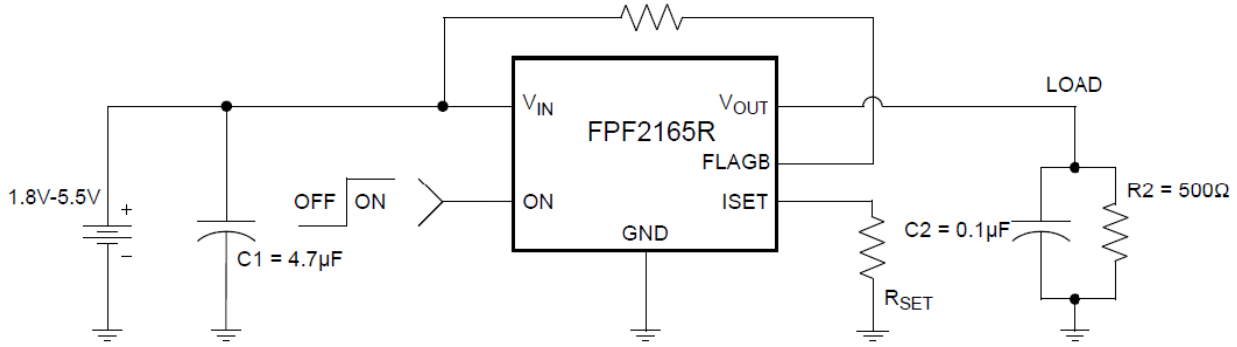 LOAD
VIN
VOUT
FPF2165R
FLAGB
1.8V-5.5V
+
−
OFF
ON
ON
ISET
R2 = 500Ω
C2 = 0.1µF
GND
C1 = 4.7µF
RSET